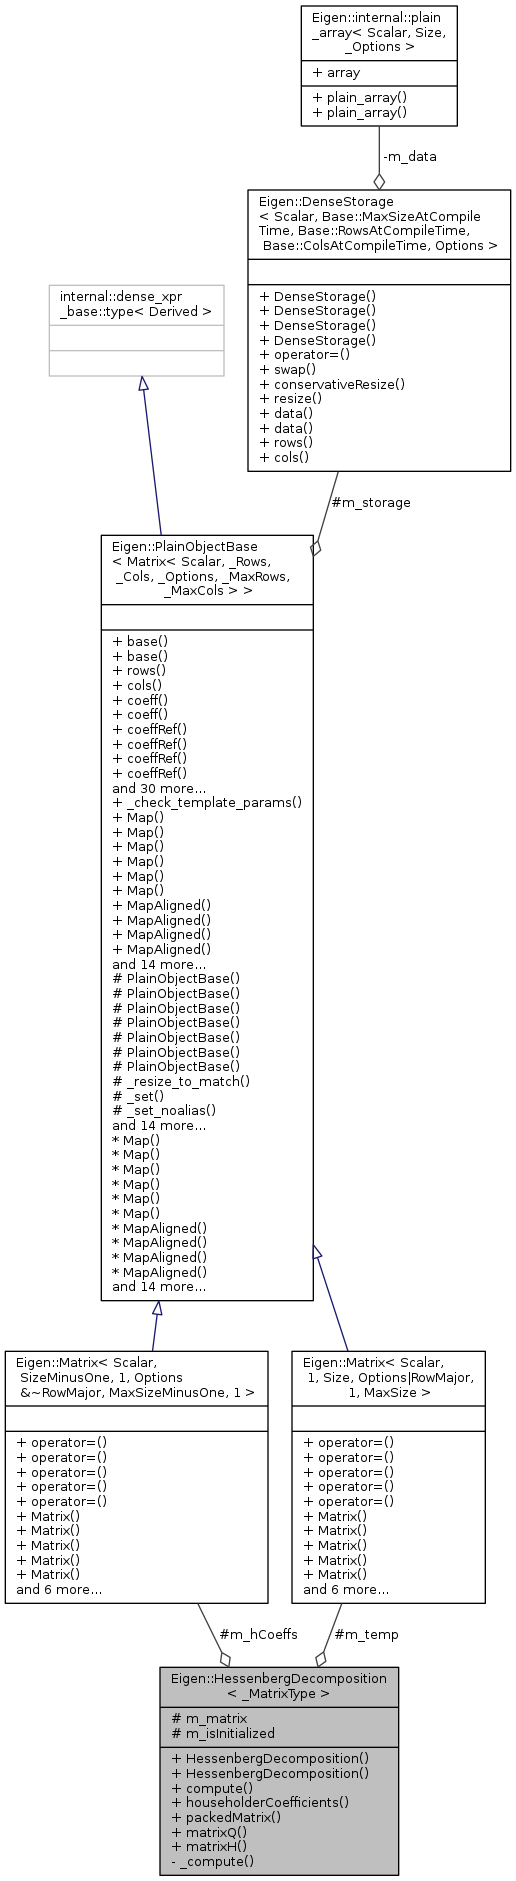 Eigen::internal::plain
_array< Scalar, Size,
_Options >
+ array
+ plain_array()
+ plain_array()
-m_data
Eigen::DenseStorage
< Scalar, Base::MaxSizeAtCompile
Time, Base::RowsAtCompileTime,
Base::ColsAtCompileTime, Options >
+ DenseStorage()
+ DenseStorage()
+ DenseStorage()
+ DenseStorage()
+ operator=()
+ swap()
+ conservativeResize()
+ resize()
+ data()
+ data()
+ rows()
+ cols()
internal::dense_xpr
_base::type< Derived >
#m_storage
Eigen::PlainObjectBase
< Matrix< Scalar, _Rows,
_Cols, _Options, _MaxRows,
_MaxCols > >
+ base()
+ base()
+ rows()
+ cols()
+ coeff()
+ coeff()
+ coeffRef()
+ coeffRef()
+ coeffRef()
+ coeffRef()
and 30 more...
+ _check_template_params()
+ Map()
+ Map()
+ Map()
+ Map()
+ Map()
+ Map()
+ MapAligned()
+ MapAligned()
+ MapAligned()
+ MapAligned()
and 14 more...
# PlainObjectBase()
# PlainObjectBase()
# PlainObjectBase()
# PlainObjectBase()
# PlainObjectBase()
# PlainObjectBase()
# PlainObjectBase()
# _resize_to_match()
# _set()
# _set_noalias()
and 14 more...
* Map()
* Map()
* Map()
* Map()
* Map()
* Map()
* MapAligned()
* MapAligned()
* MapAligned()
* MapAligned()
and 14 more...
Eigen::Matrix< Scalar,
SizeMinusOne, 1, Options
&~RowMajor, MaxSizeMinusOne, 1 >
+ operator=()
+ operator=()
+ operator=()
+ operator=()
+ operator=()
+ Matrix()
+ Matrix()
+ Matrix()
+ Matrix()
+ Matrix()
and 6 more...
Eigen::Matrix< Scalar,
1, Size, Options|RowMajor,
1, MaxSize >
+ operator=()
+ operator=()
+ operator=()
+ operator=()
+ operator=()
+ Matrix()
+ Matrix()
+ Matrix()
+ Matrix()
+ Matrix()
and 6 more...
#m_hCoeffs
#m_temp
Eigen::HessenbergDecomposition
< _MatrixType >
# m_matrix
# m_isInitialized
+ HessenbergDecomposition()
+ HessenbergDecomposition()
+ compute()
+ householderCoefficients()
+ packedMatrix()
+ matrixQ()
+ matrixH()
- _compute()